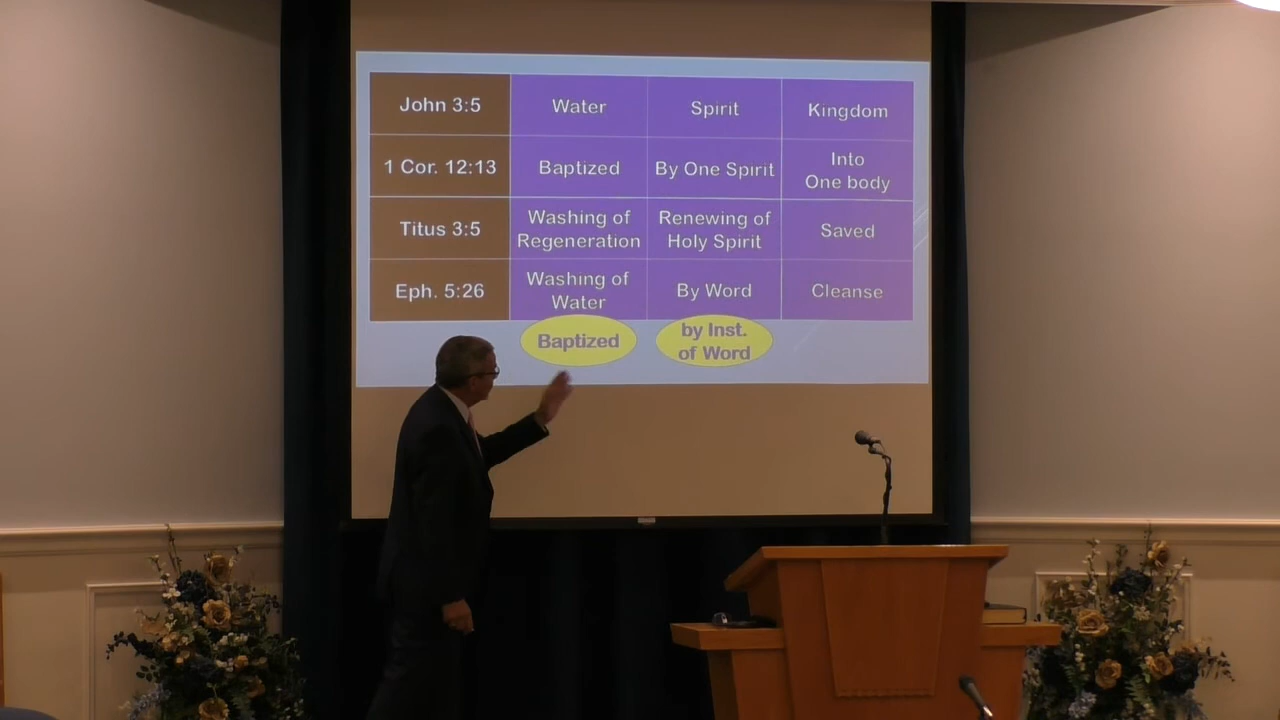 John 3:5
Water
Spirit
Kingdom
1 Cor. 12:13
Baptized
By One Spirit
Into
One body
Titus 3:5
Washing of
Regeneration
Renewing of
Holy Spirit
Saved
Eph. 5:26
Washing of
Water
By Word
Cleanse
Baptized
by Inst.
of Word